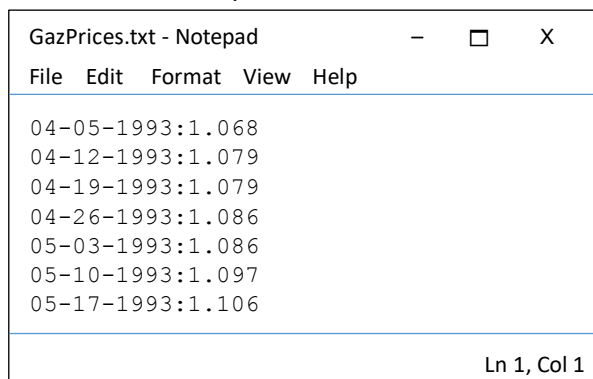 GazPrices.txt - Notepad – X
File Edit Format View Help
04-05-1993:1.068
04-12-1993:1.079
04-19-1993:1.079
04-26-1993:1.086
05-03-1993:1.086
05-10-1993:1.097
05-17-1993:1.106
Ln 1, Col 1